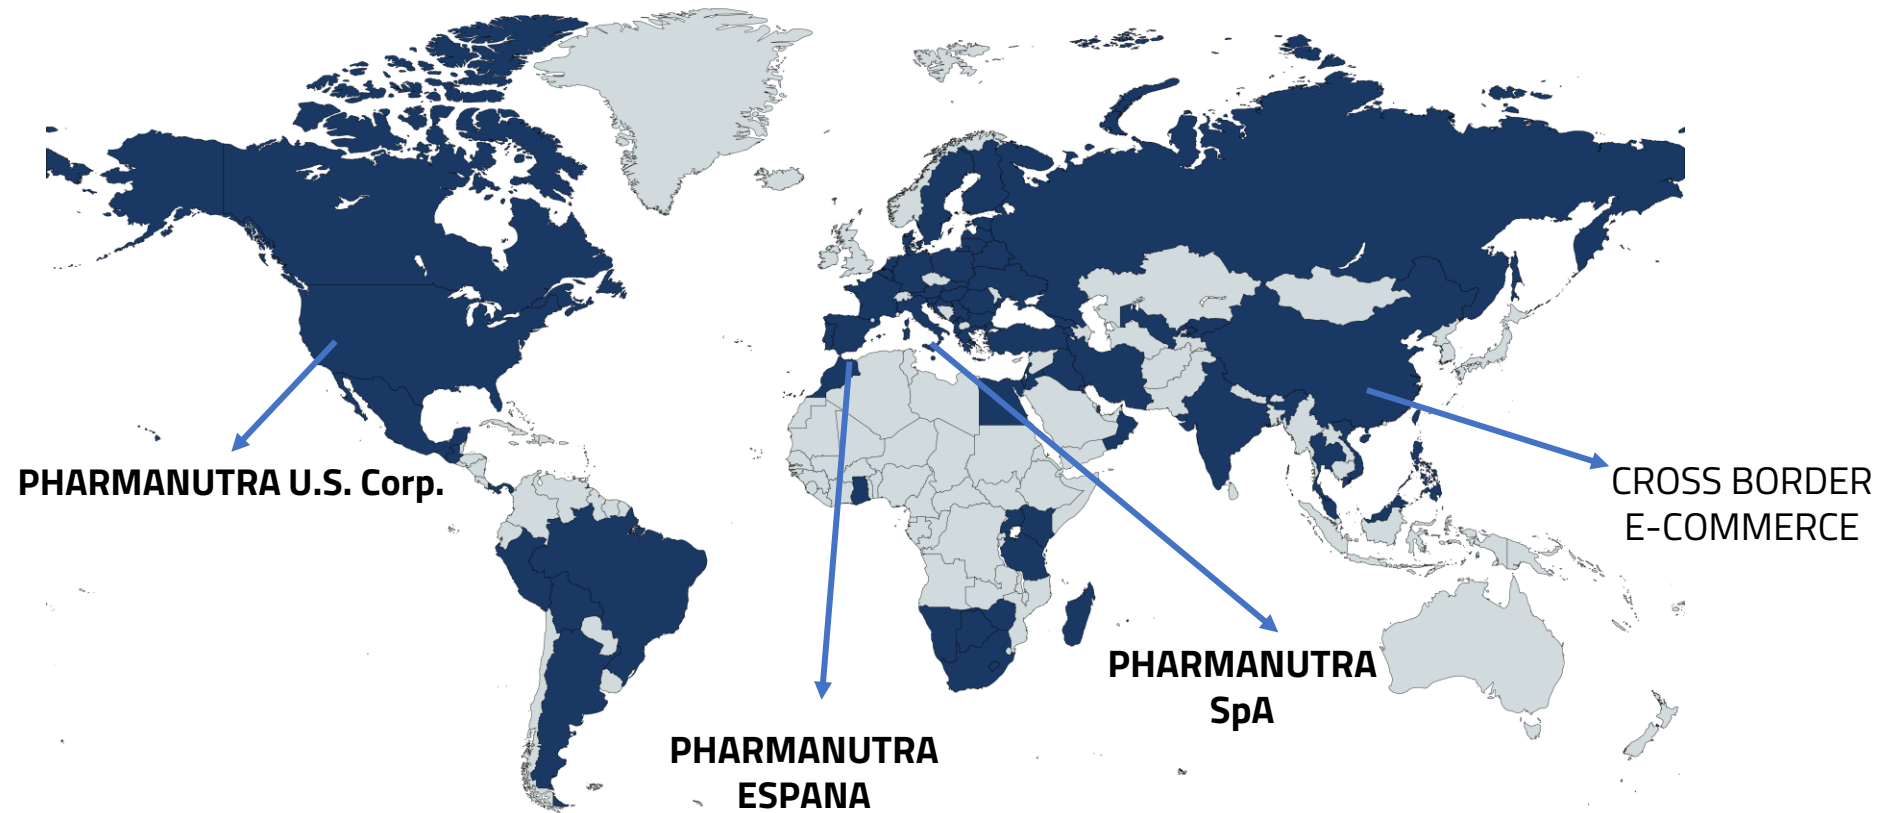 PHARMANUTRA U.S. Corp.
CROSS BORDER
E-COMMERCE
PHARMANUTRA
SpA
PHARMANUTRA
ESPANA